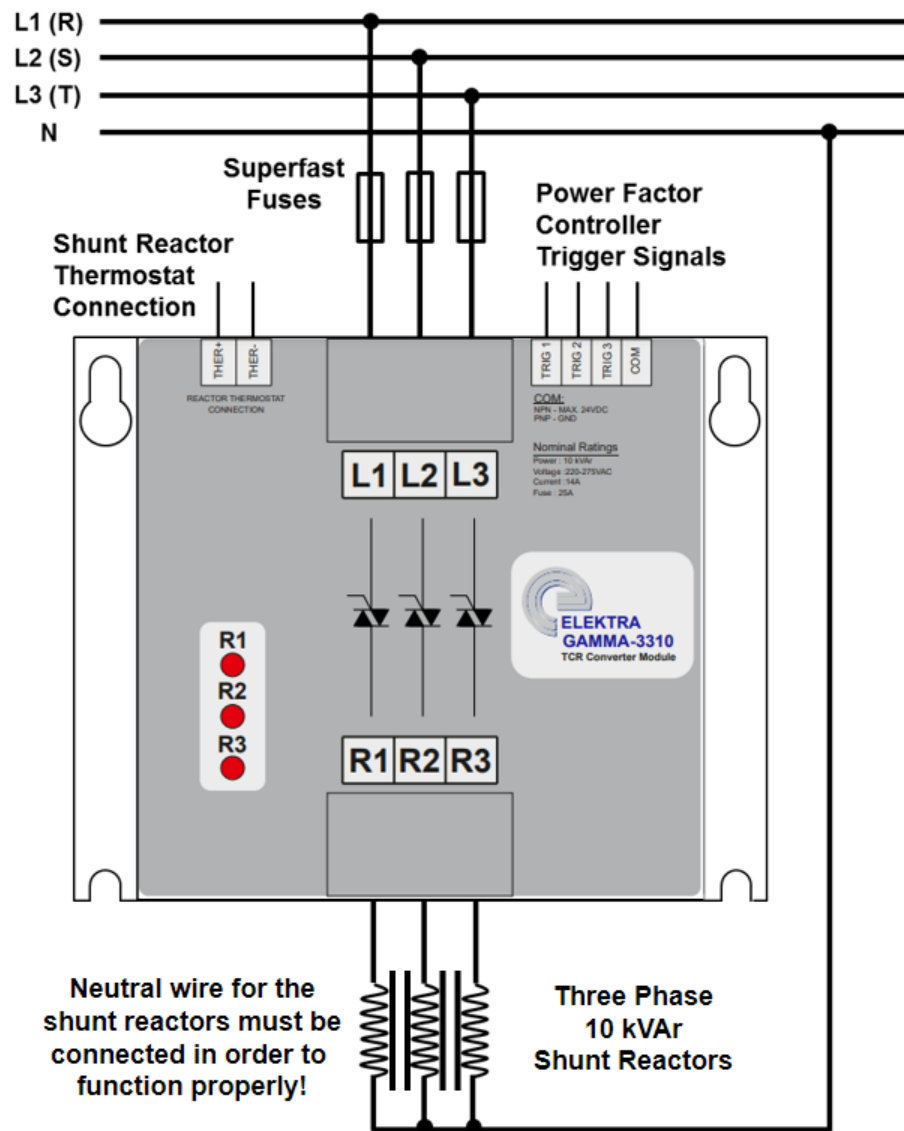 L1 (R)
L2 (S)
L3 (T)
N
Superfast
Fuses
Power Factor
Controller
Trigger Signals
Shunt Reactor
Thermostat
Connection
THER+
THER-
TRIG 1
TRIG 2
TRIG 3
COM
REACTOR THERMOSTAT
CONNECTION
COM:
NPN - MAX. 24VDC
PNP - GND
Nominal Ratings
Power : 10 kVAr
Voltage :220-275VAC
Current :14A
Fuse : 25A
L1 L2 L3
ELEKTRA
GAMMA-3310
TCR Converter Module
R1
R2
R3
R1 R2 R3
Neutral wire for the
shunt reactors must be
connected in order to
function properly!
Three Phase
10 kVAr
Shunt Reactors